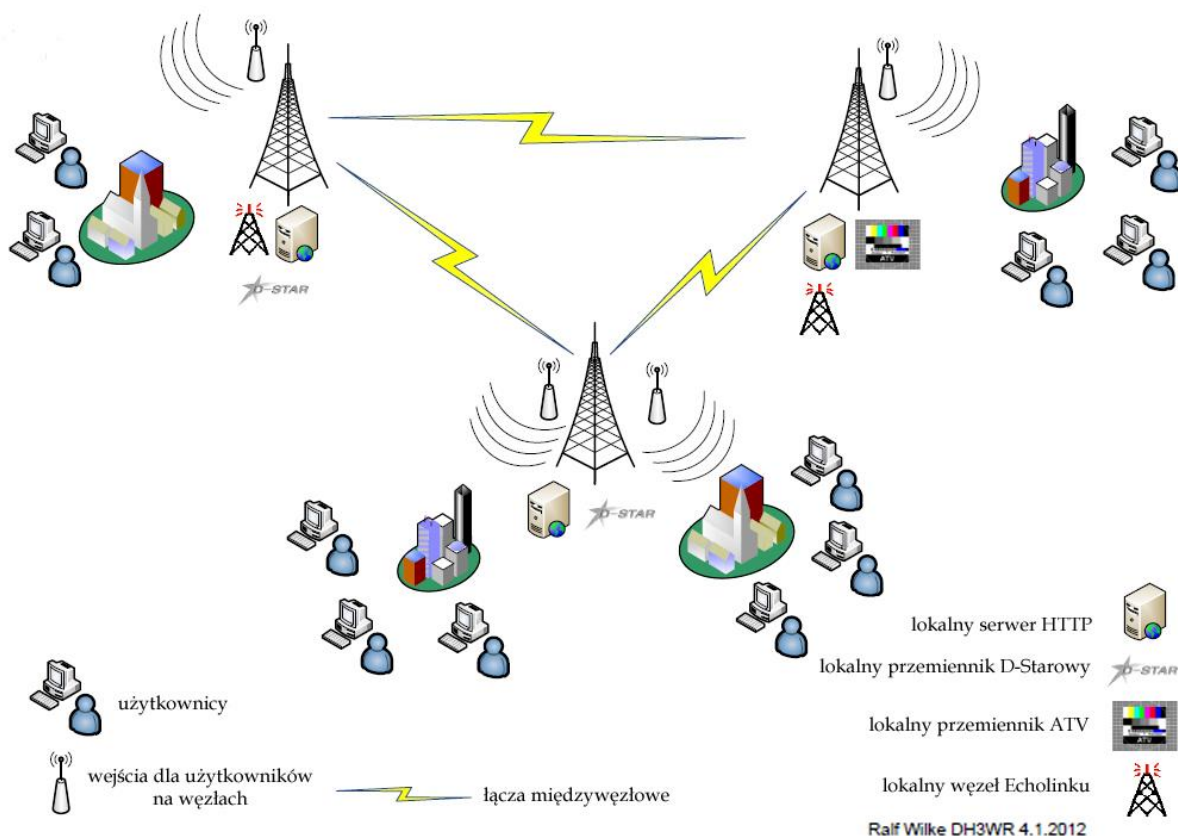 D-STAR
ATV
D-STAR
lokalny serwer HTTP
lokalny przemiennik D-Starowy
D-STAR
użytkownicy
lokalny przemiennik ATV
ATV
wejścia dla użytkowników
na węzłach
łącza międzywęzłowe
lokalny węzeł Echolinku
Ralf Wilke DH3WR 4.1.2012